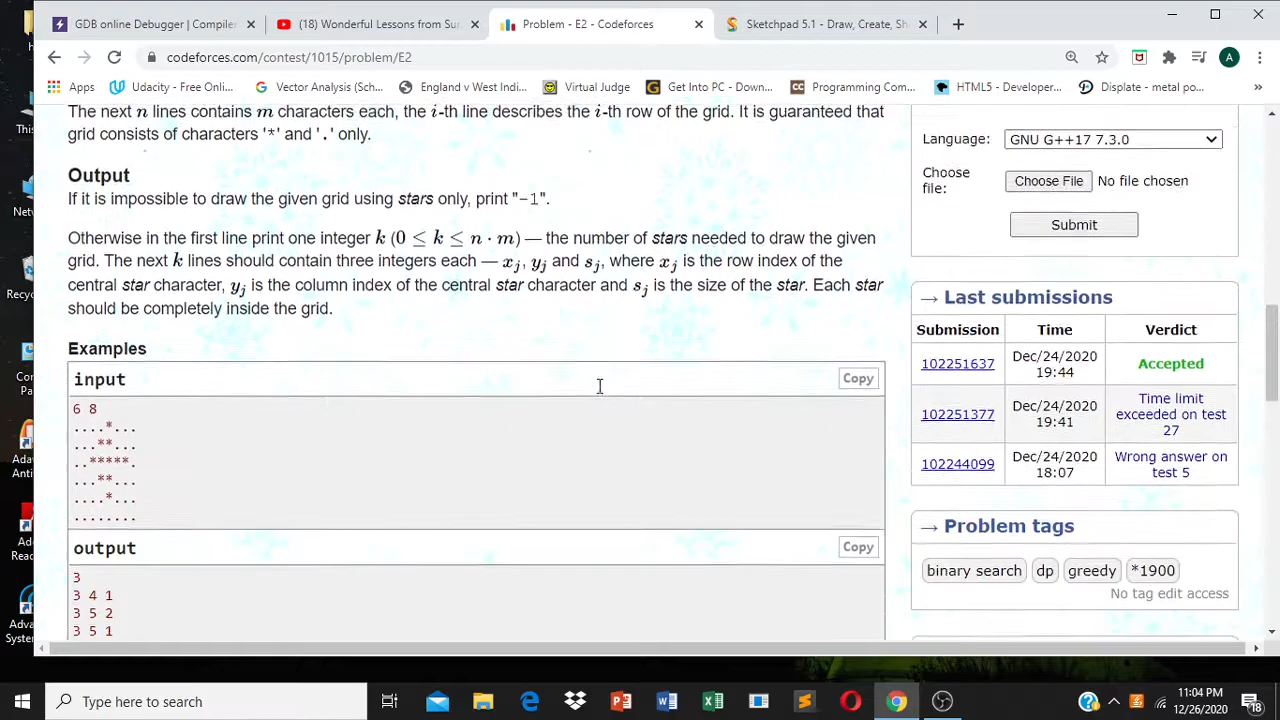 GDB online Debugger | Compiler
(18) Wonderful Lessons from Sur
Problem - E2 - Codeforces
Sketchpad 5.1 - Draw, Create, Sh
codeforces.com/contest/1015/problem/E2
A
Apps
Udacity - Free Onli...
Vector Analysis (Sch...
England v West Indi...
Virtual Judge
Get Into PC - Down...
Programming Com...
HTML5 - Developer...
Displate - metal po...
»
The next n lines contains m characters each, the i-th line describes the i-th row of the grid. It is guaranteed that
grid consists of characters '*' and '.' only.
Output
If it is impossible to draw the given grid using stars only, print "-1".
Otherwise in the first line print one integer k (0 ≤ k ≤ n · m) — the number of stars needed to draw the given
grid. The next k lines should contain three integers each — xj, yj and sj, where xj is the row index of the
central star character, yj is the column index of the central star character and sj is the size of the star. Each star
should be completely inside the grid.
Examples
input
Copy
6 8
....*...
...**...
..*****.
...**...
....*...
........
output
Copy
3
3 4 1
3 5 2
3 5 1
Language:
GNU G++17 7.3.0
Choose
file:
Choose File No file chosen
Submit
→ Last submissions
Submission Time Verdict
102251637 Dec/24/2020 19:44 Accepted
102251377 Dec/24/2020 19:41 Time limit exceeded on test 27
102244099 Dec/24/2020 18:07 Wrong answer on test 5
→ Problem tags
binary search dp greedy *1900
No tag edit access
Type here to search
11:04 PM
12/26/2020
18